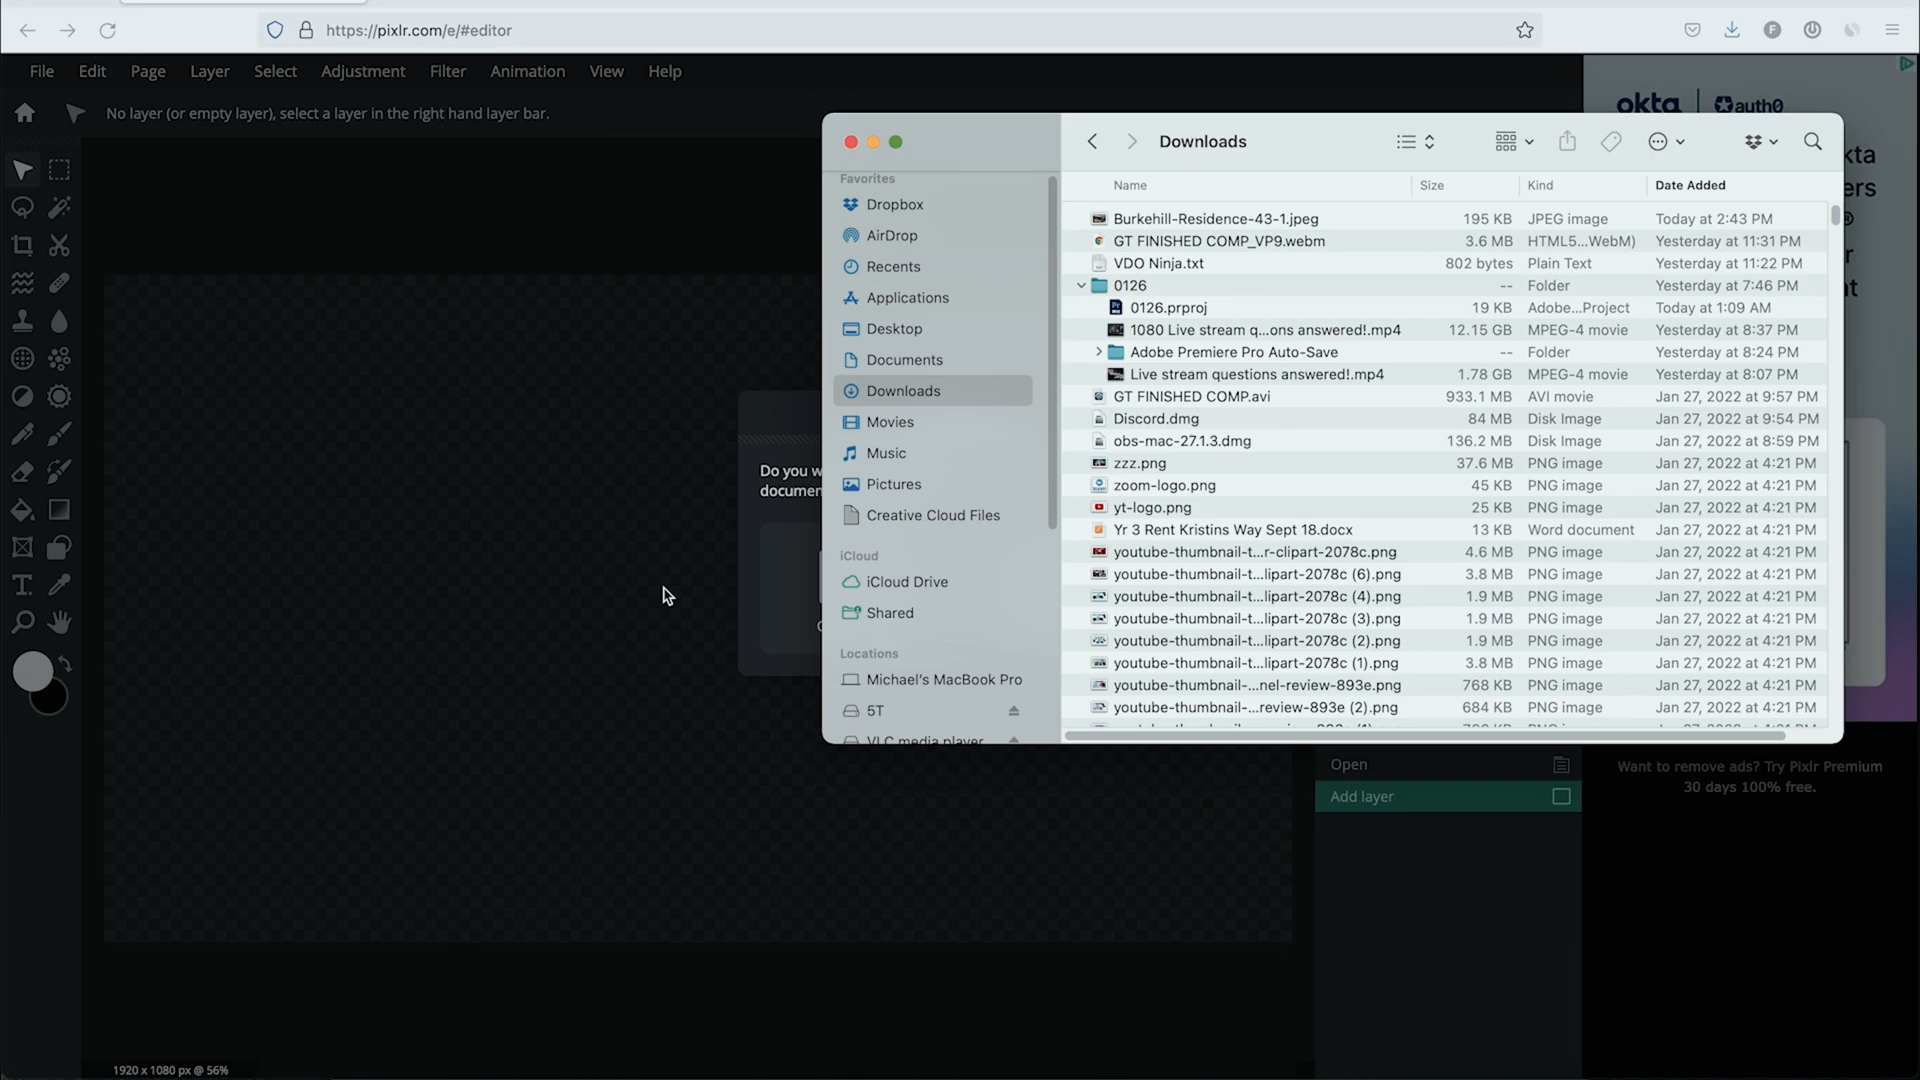 https://pixlr.com/e/#editor
File Edit Page Layer Select Adjustment Filter Animation View Help
No layer (or empty layer), select a layer in the right hand layer bar.
okta auth0
Downloads
Favorites
Dropbox
AirDrop
Recents
Applications
Desktop
Documents
Downloads
Movies
Music
Pictures
Creative Cloud Files
iCloud
iCloud Drive
Shared
Locations
Michael's MacBook Pro
5T
VLC media player
Name Size Kind Date Added
Burkehill-Residence-43-1.jpeg 195 KB JPEG image Today at 2:43 PM
GT FINISHED COMP_VP9.webm 3.6 MB HTML5...WebM) Yesterday at 11:31 PM
VDO Ninja.txt 802 bytes Plain Text Yesterday at 11:22 PM
0126 -- Folder Yesterday at 7:46 PM
0126.prproj 19 KB Adobe...Project Today at 1:09 AM
1080 Live stream q...ons answered!.mp4 12.15 GB MPEG-4 movie Yesterday at 8:37 PM
Adobe Premiere Pro Auto-Save -- Folder Yesterday at 8:24 PM
Live stream questions answered!.mp4 1.78 GB MPEG-4 movie Yesterday at 8:07 PM
GT FINISHED COMP.avi 933.1 MB AVI movie Jan 27, 2022 at 9:57 PM
Discord.dmg 84 MB Disk Image Jan 27, 2022 at 9:54 PM
obs-mac-27.1.3.dmg 136.2 MB Disk Image Jan 27, 2022 at 8:59 PM
zzz.png 37.6 MB PNG image Jan 27, 2022 at 4:21 PM
zoom-logo.png 45 KB PNG image Jan 27, 2022 at 4:21 PM
yt-logo.png 25 KB PNG image Jan 27, 2022 at 4:21 PM
Yr 3 Rent Kristins Way Sept 18.docx 13 KB Word document Jan 27, 2022 at 4:21 PM
youtube-thumbnail-t...r-clipart-2078c.png 4.6 MB PNG image Jan 27, 2022 at 4:21 PM
youtube-thumbnail-t...lipart-2078c (6).png 3.8 MB PNG image Jan 27, 2022 at 4:21 PM
youtube-thumbnail-t...lipart-2078c (4).png 1.9 MB PNG image Jan 27, 2022 at 4:21 PM
youtube-thumbnail-t...lipart-2078c (3).png 1.9 MB PNG image Jan 27, 2022 at 4:21 PM
youtube-thumbnail-t...lipart-2078c (2).png 1.9 MB PNG image Jan 27, 2022 at 4:21 PM
youtube-thumbnail-t...lipart-2078c (1).png 3.8 MB PNG image Jan 27, 2022 at 4:21 PM
youtube-thumbnail-...nel-review-893e.png 768 KB PNG image Jan 27, 2022 at 4:21 PM
youtube-thumbnail-...review-893e (2).png 684 KB PNG image Jan 27, 2022 at 4:21 PM
Do you w
documen
Open
Add layer
Want to remove ads? Try Pixlr Premium
30 days 100% free.
1920 x 1080 px @ 56%